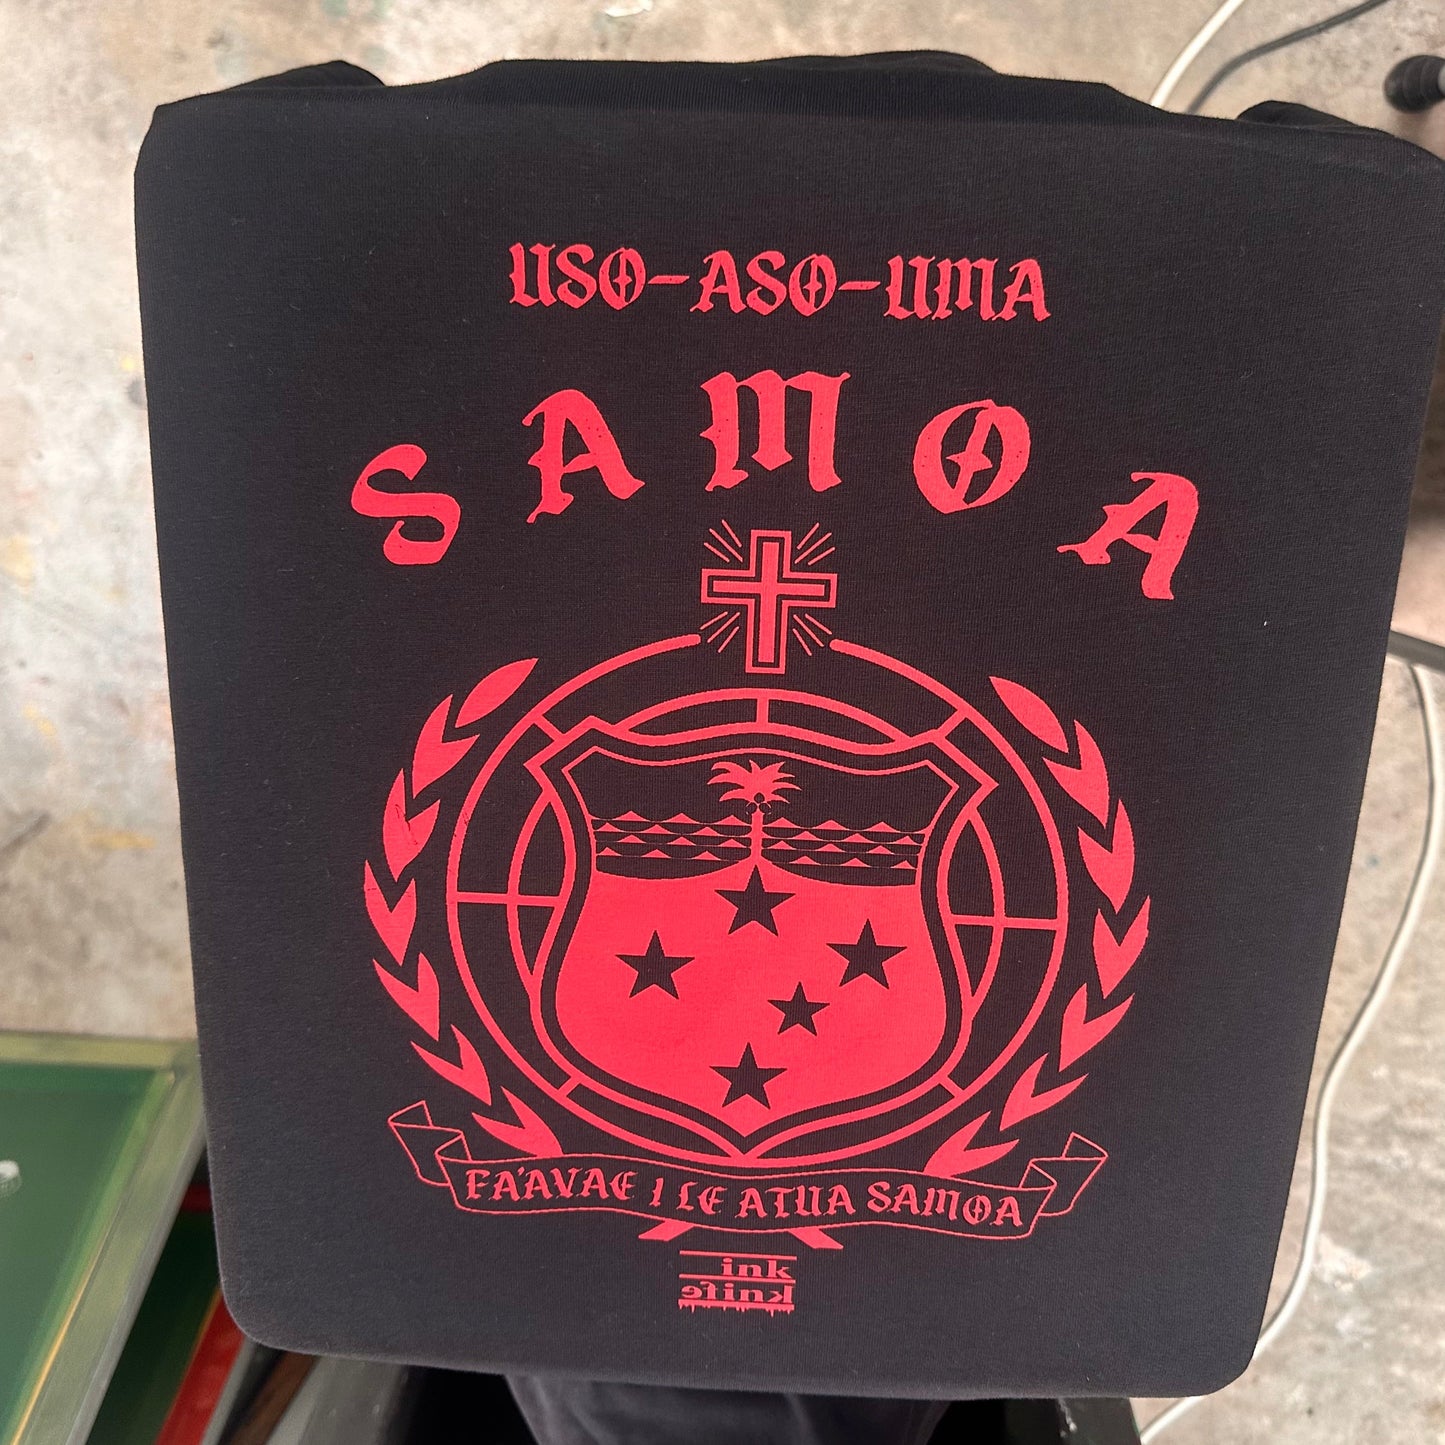 USO-ASO-UMA
SAMOA
FA'AVAE I LE ATUA SAMOA
ink
knife